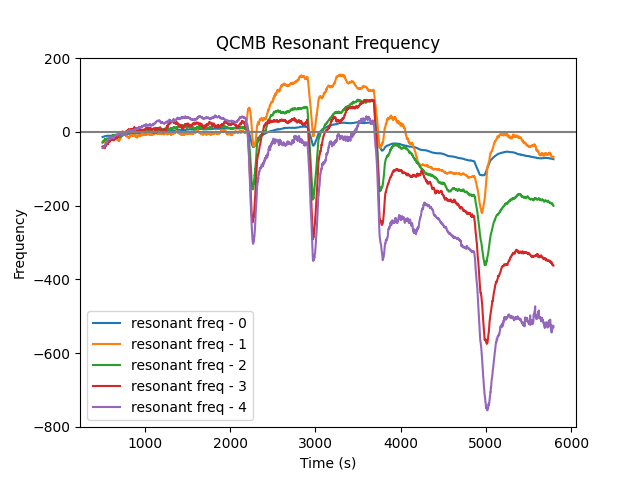 QCMB Resonant Frequency
200
0
−200
−400
−600
−800
Frequency
resonant freq - 0
resonant freq - 1
resonant freq - 2
resonant freq - 3
resonant freq - 4
1000 2000 3000 4000 5000 6000
Time (s)